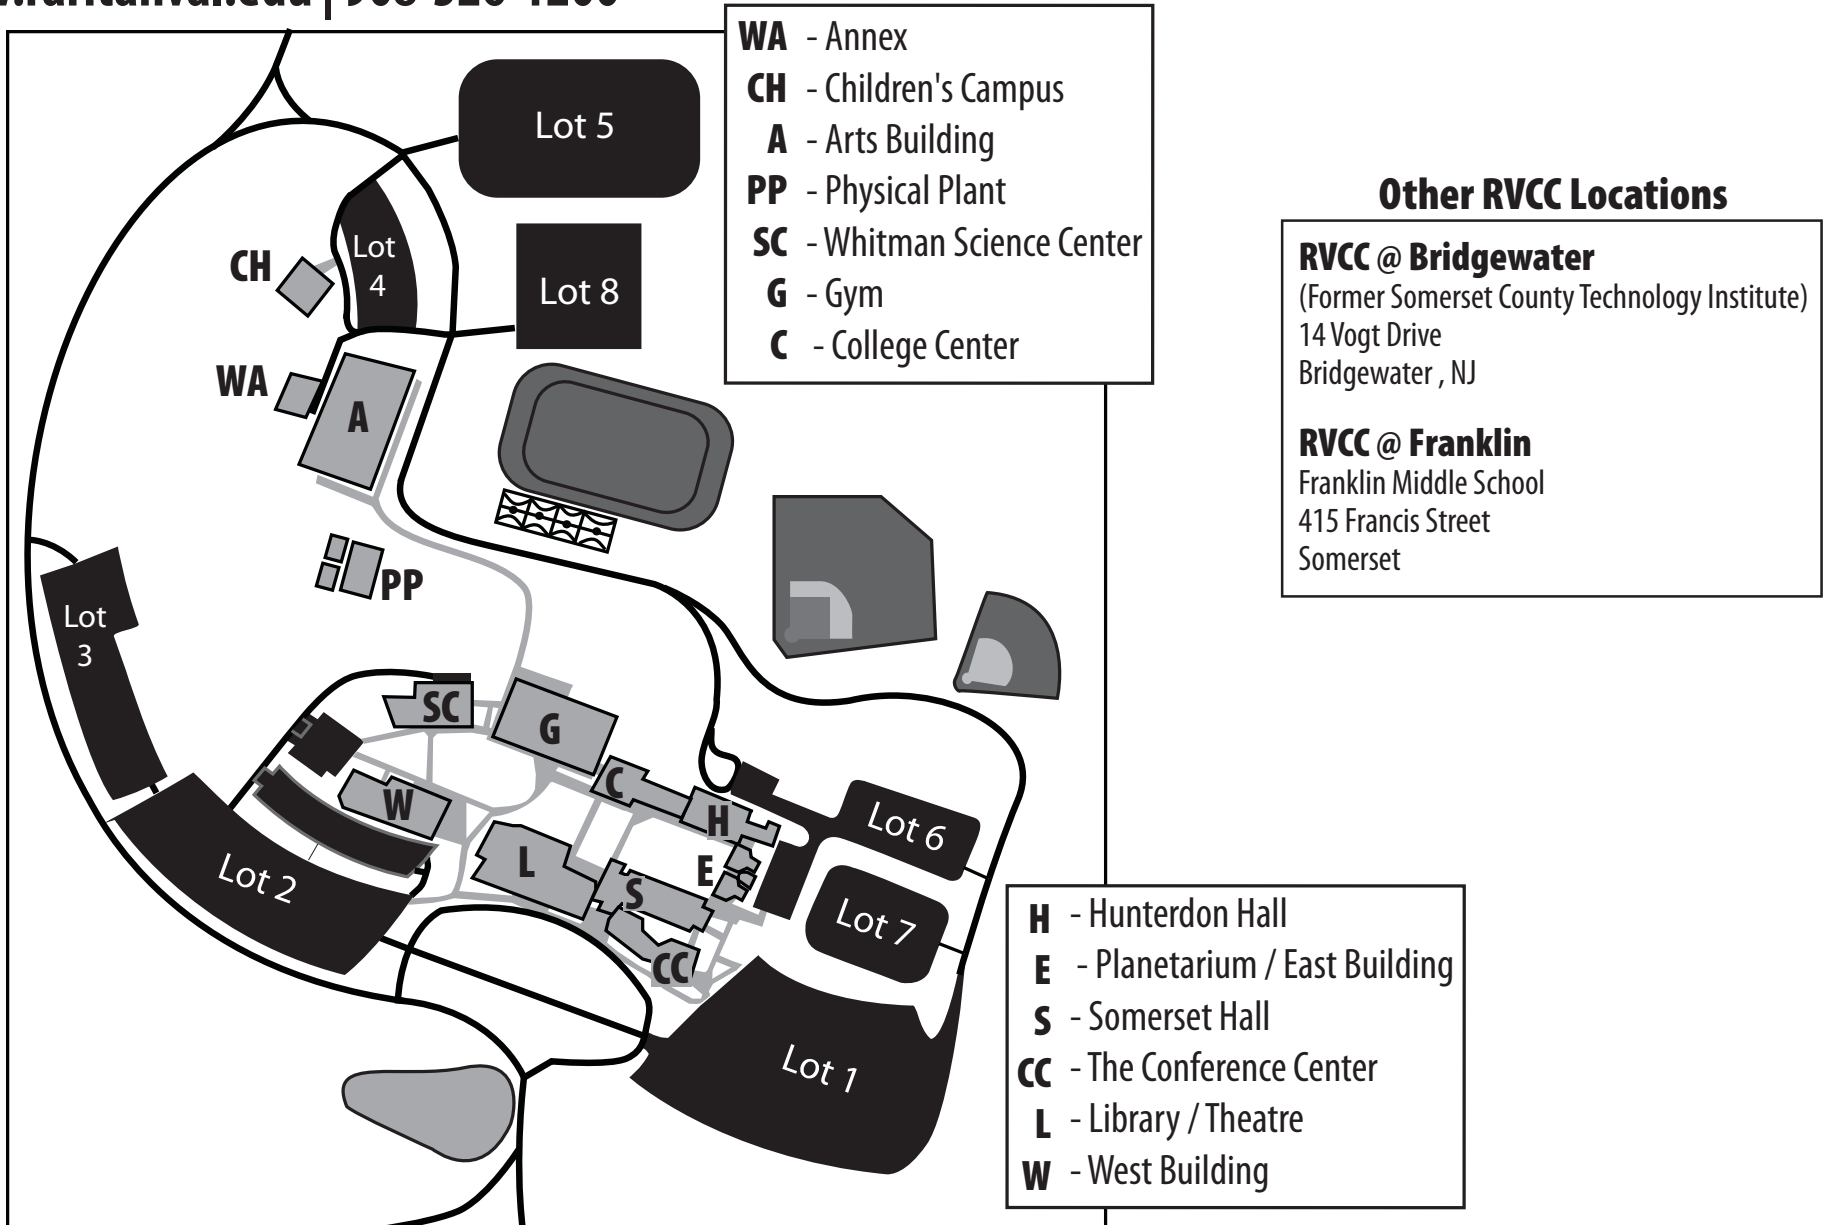 WA - Annex
CH - Children's Campus
A - Arts Building
PP - Physical Plant
SC - Whitman Science Center
G - Gym
C - College Center
Lot 5
Lot
4
CH
Lot 8
WA
A
PP
Lot
3
SC
G
C
W
H
L
E
S
CC
Lot 2
Lot 6
Lot 7
Lot 1
Other RVCC Locations
RVCC @ Bridgewater
(Former Somerset County Technology Institute)
14 Vogt Drive
Bridgewater , NJ
RVCC @ Franklin
Franklin Middle School
415 Francis Street
Somerset
H - Hunterdon Hall
E - Planetarium / East Building
S - Somerset Hall
CC - The Conference Center
L - Library / Theatre
W - West Building